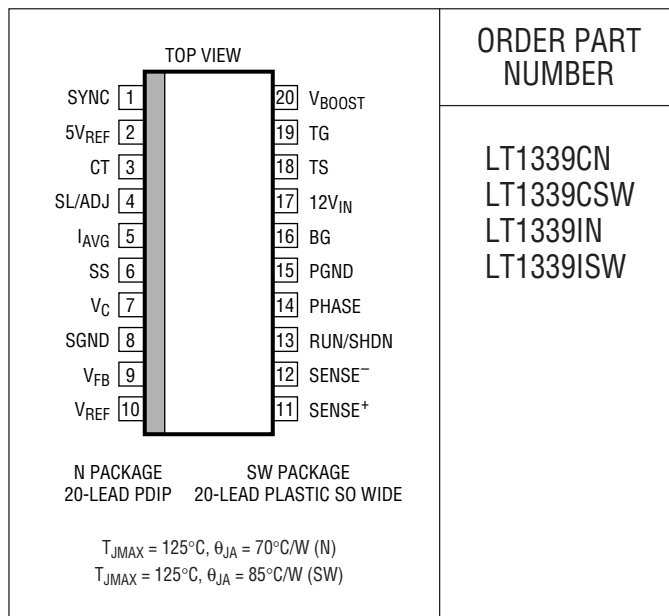 TOP VIEW
SYNC 1
5VREF 2
CT 3
SL/ADJ 4
IAVG 5
SS 6
VC 7
SGND 8
VFB 9
VREF 10
20 VBOOST
19 TG
18 TS
17 12VIN
16 BG
15 PGND
14 PHASE
13 RUN/SHDN
12 SENSE–
11 SENSE+
N PACKAGE
20-LEAD PDIP
SW PACKAGE
20-LEAD PLASTIC SO WIDE
TJMAX = 125°C, θJA = 70°C/W (N)
TJMAX = 125°C, θJA = 85°C/W (SW)
ORDER PART
NUMBER
LT1339CN
LT1339CSW
LT1339IN
LT1339ISW